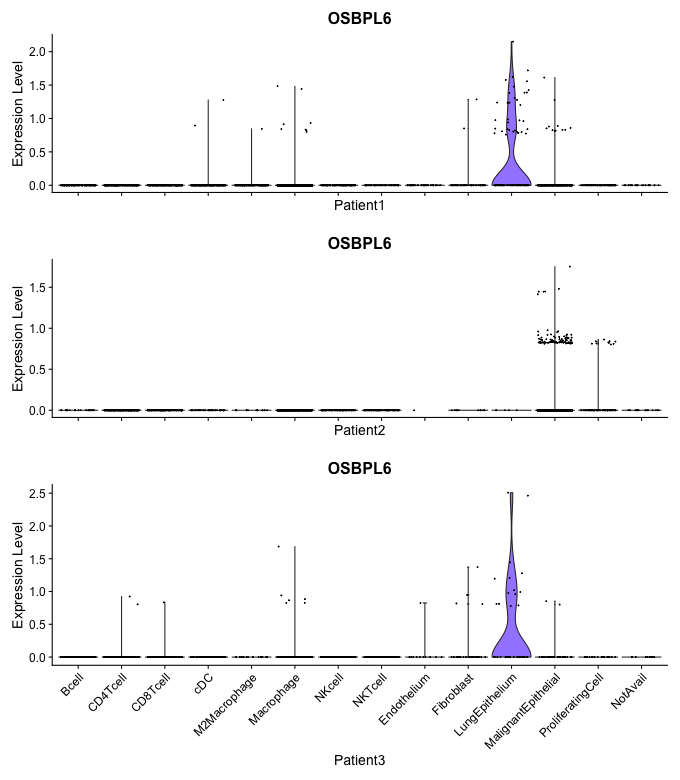 OSBPL6
Expression Level
2.0
1.5
1.0
0.5
0.0
Patient1
OSBPL6
Expression Level
1.5
1.0
0.5
0.0
Patient2
OSBPL6
Expression Level
2.5
2.0
1.5
1.0
0.5
0.0
Bcell
CD4Tcell
CD8Tcell
cDC
M2Macrophage
Macrophage
NKcell
NKTcell
Endothelium
Fibroblast
LungEpithelium
MalignantEpithelial
ProliferatingCell
NotAvail
Patient3